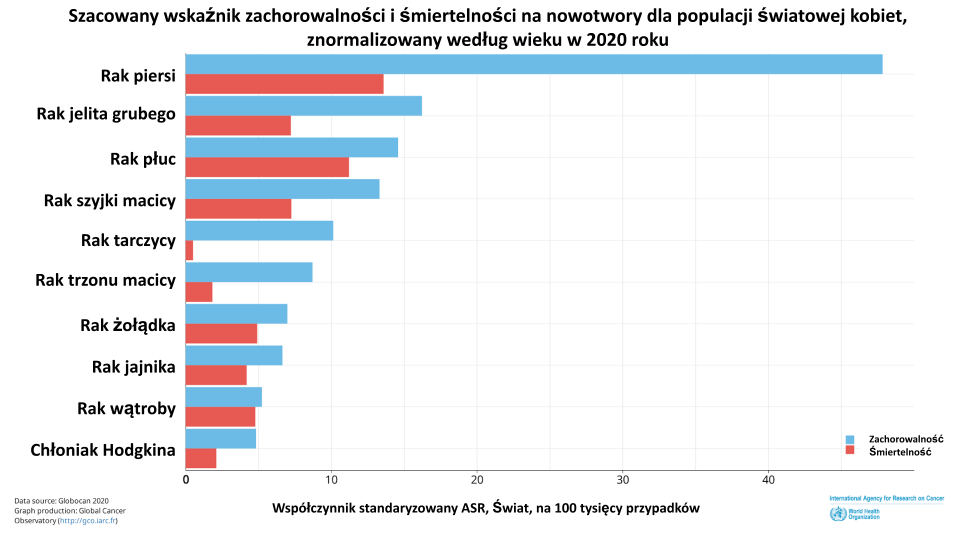 Szacowany wskaźnik zachorowalności i śmiertelności na nowotwory dla populacji światowej kobiet,
znormalizowany według wieku w 2020 roku
Rak piersi
Rak jelita grubego
Rak płuc
Rak szyjki macicy
Rak tarczycy
Rak trzonu macicy
Rak żołądka
Rak jajnika
Rak wątroby
Chłoniak Hodgkina
Zachorowalność
Śmiertelność
0 10 20 30 40
Współczynnik standaryzowany ASR, Świat, na 100 tysięcy przypadków
Data source: Globocan 2020
Graph production: Global Cancer
Observatory (http://gco.iarc.fr)
International Agency for Research on Cancer
World Health
Organization